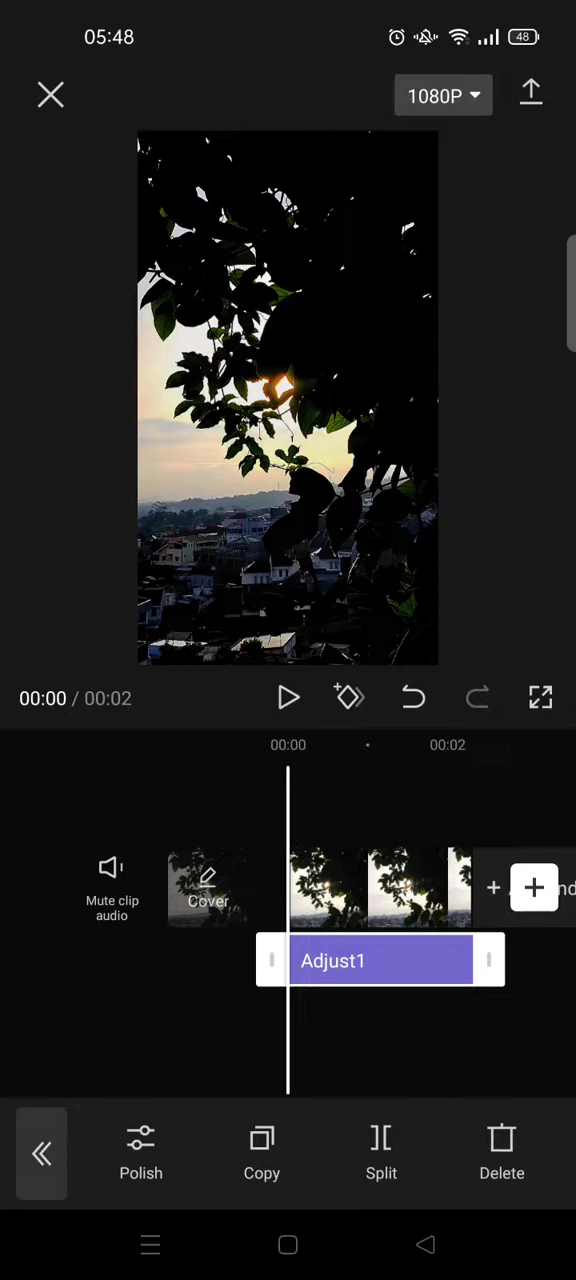 05:48
48
1080P
00:00 / 00:02
00:00
00:02
Mute clip
audio
Cover
Adjust1
Polish
Copy
Split
Delete